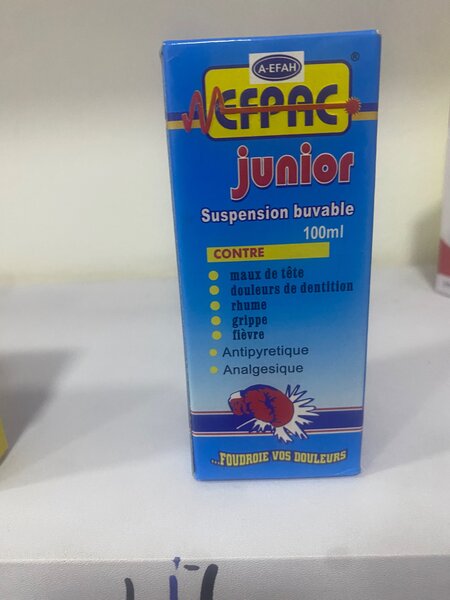 A-EFAH
EFPAC
®
junior
Suspension buvable
100ml
CONTRE
maux de tête
douleurs de dentition
rhume
grippe
fièvre
Antipyretique
Analgesique
...FOUDROIE VOS DOULEURS